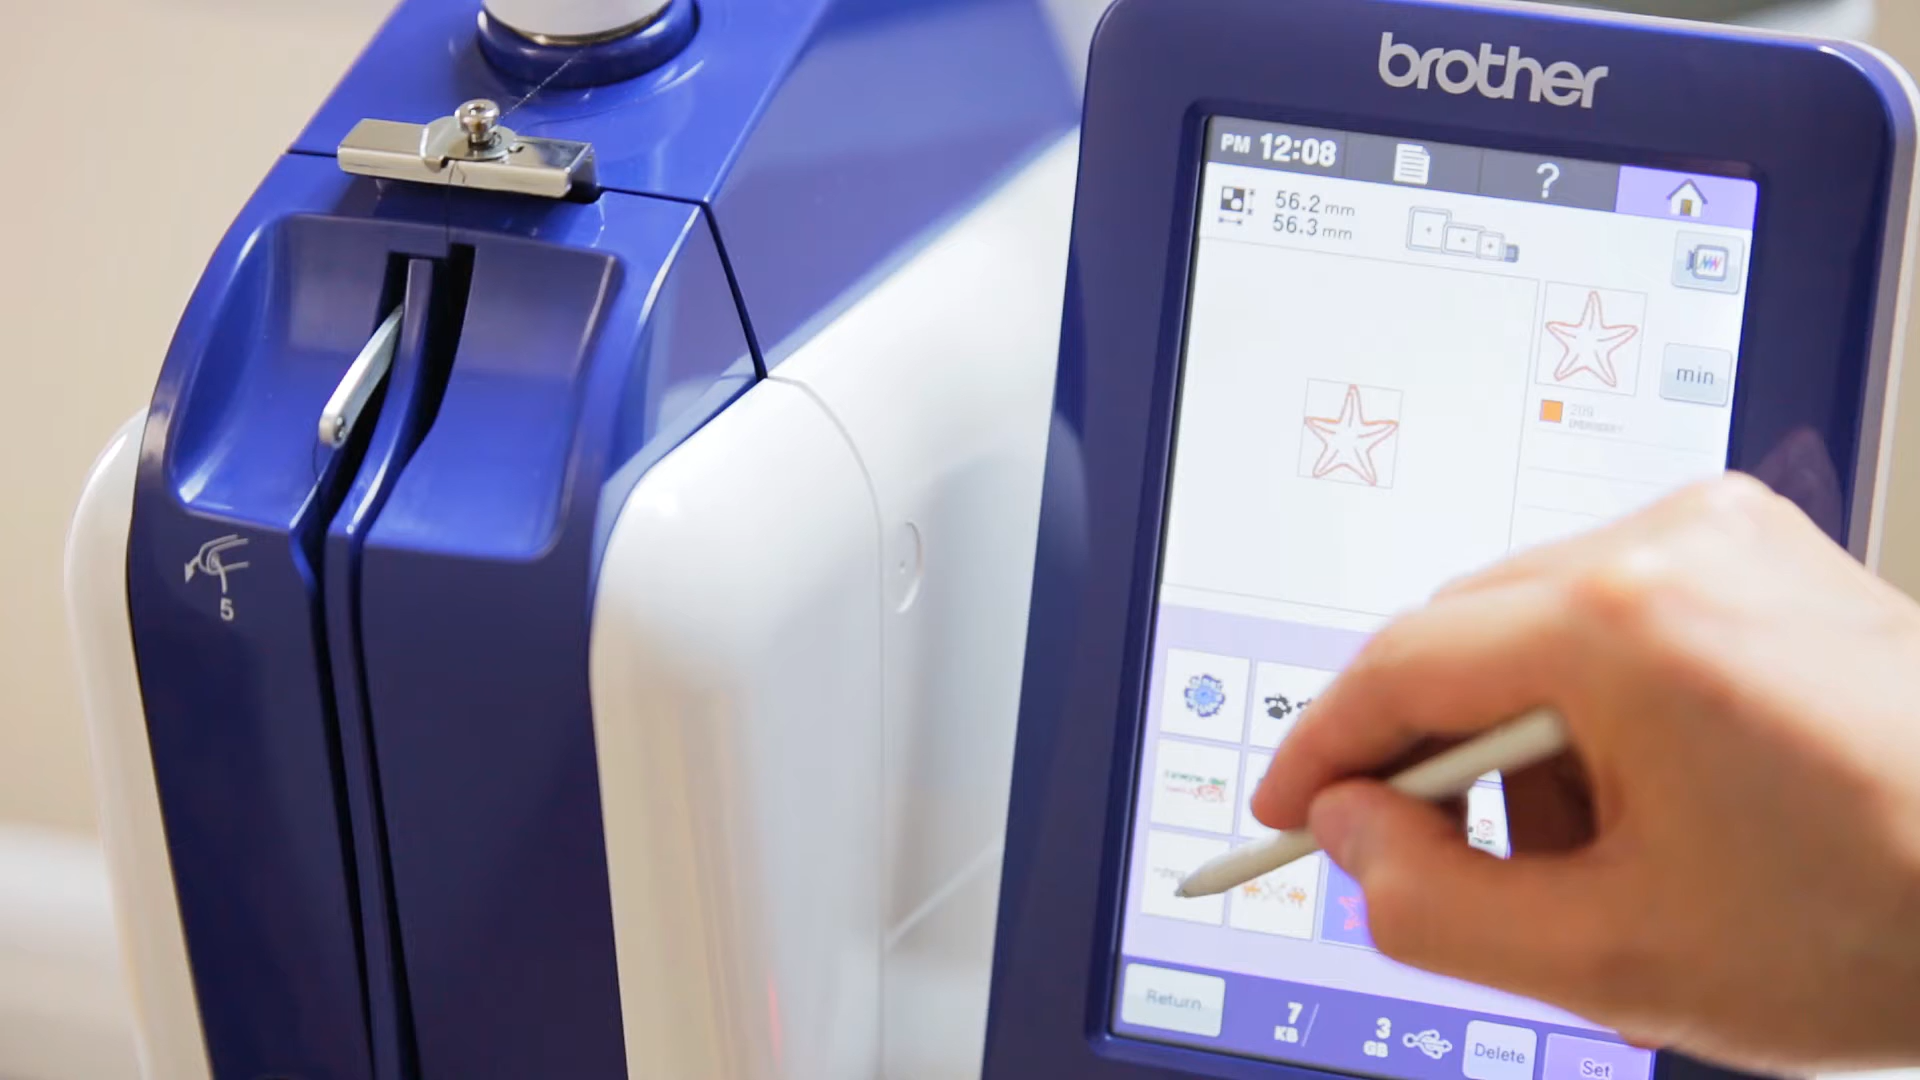 brother
PM 12:08
?
56.2 mm
56.3 mm
min
209
5
Return
7
KB
3
GB
Delete
Set